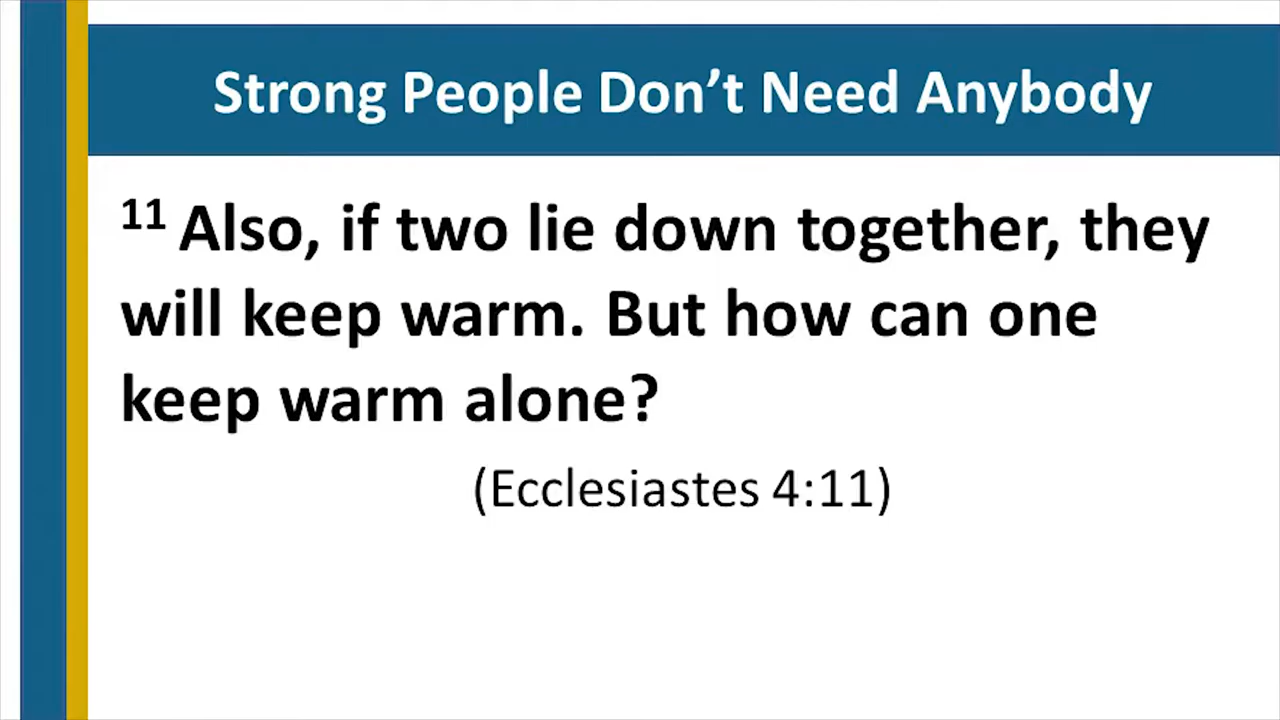 Strong People Don’t Need Anybody
11 Also, if two lie down together, they
will keep warm. But how can one
keep warm alone?
(Ecclesiastes 4:11)